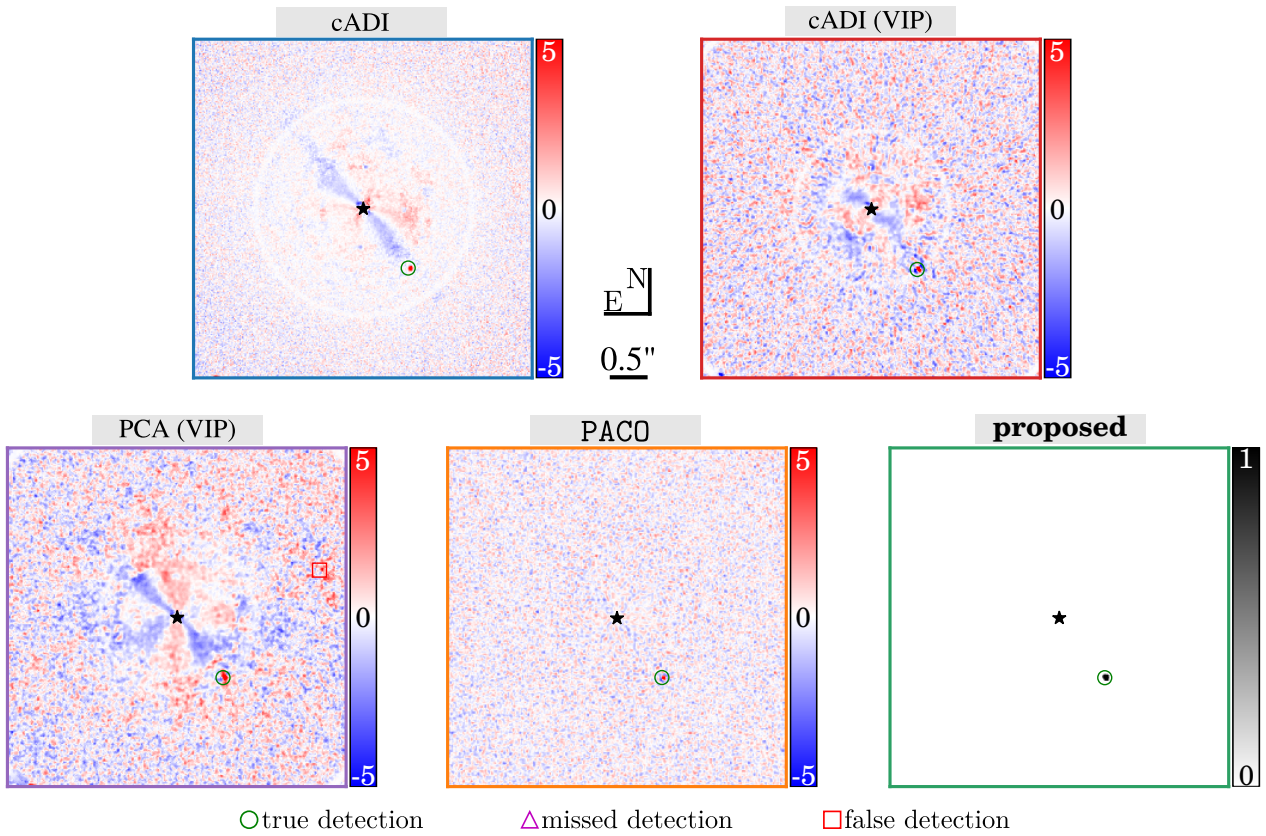 cADI
cADI (VIP)
5
0
-5
5
0
-5
N
E
0.5"
PCA (VIP)
PACO
proposed
5
0
-5
5
0
-5
1
0
true detection
missed detection
false detection